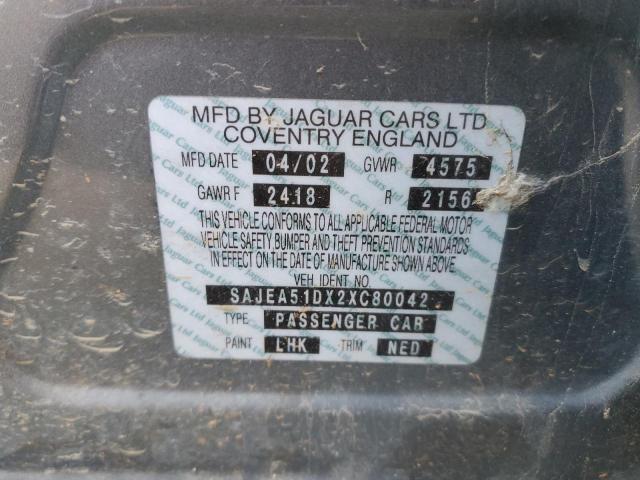 MFD BY JAGUAR CARS LTD
COVENTRY ENGLAND
MFD DATE 04/02 GVWR 4575
GAWR F 2418 R 2156
THIS VEHICLE CONFORMS TO ALL APPLICABLE FEDERAL MOTOR
VEHICLE SAFETY BUMPER AND THEFT PREVENTION STANDARDS
IN EFFECT ON THE DATE OF MANUFACTURE SHOWN ABOVE.
VEH IDENT NO.
SAJEA51DX2XC80042
TYPE PASSENGER CAR
PAINT LHK TRIM NED